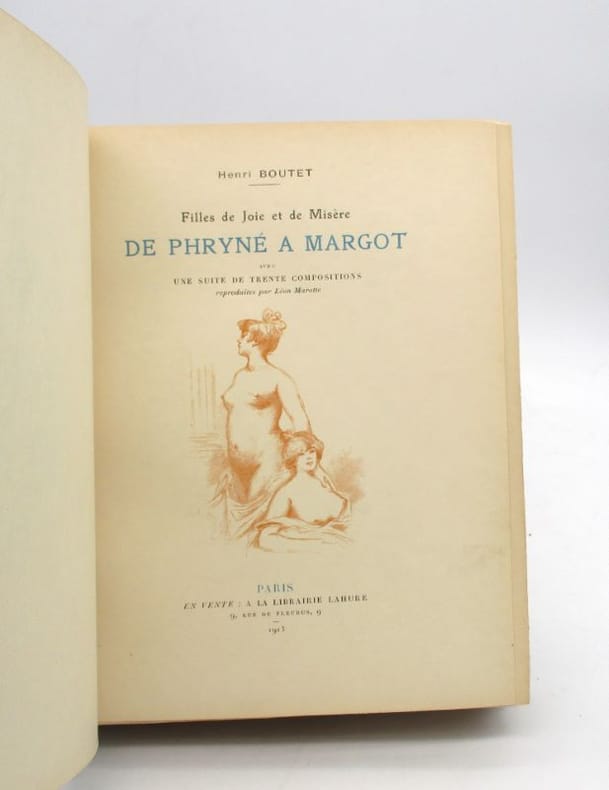 Henri BOUTET
Filles de Joie et de Misère
DE PHRYNÉ A MARGOT
AVEC
UNE SUITE DE TRENTE COMPOSITIONS
reproduites par Léon Marotte
PARIS
EN VENTE : A LA LIBRAIRIE LAHURE
9, RUE DE FLEURUS, 9
1913